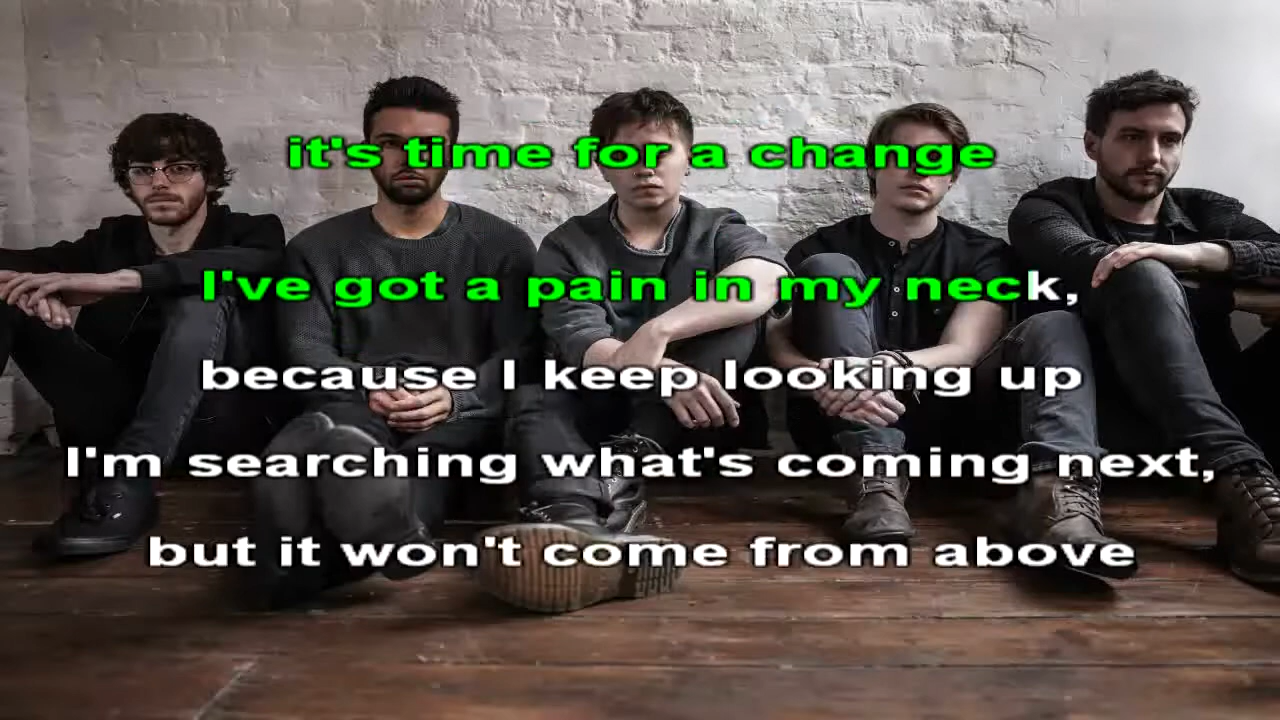 it's time for a change
I've got a pain in my neck,
because I keep looking up
I'm searching what's coming next,
but it won't come from above